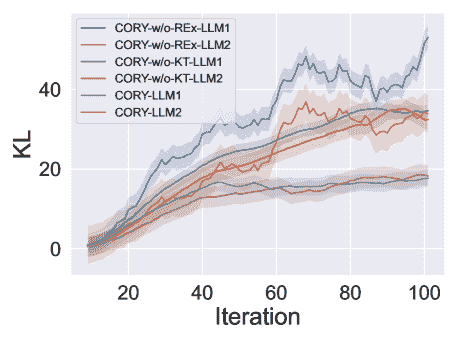 CORY-w/o-REx-LLM1
CORY-w/o-REx-LLM2
CORY-w/o-KT-LLM1
CORY-w/o-KT-LLM2
CORY-LLM1
CORY-LLM2
KL
40
20
0
20 40 60 80 100
Iteration